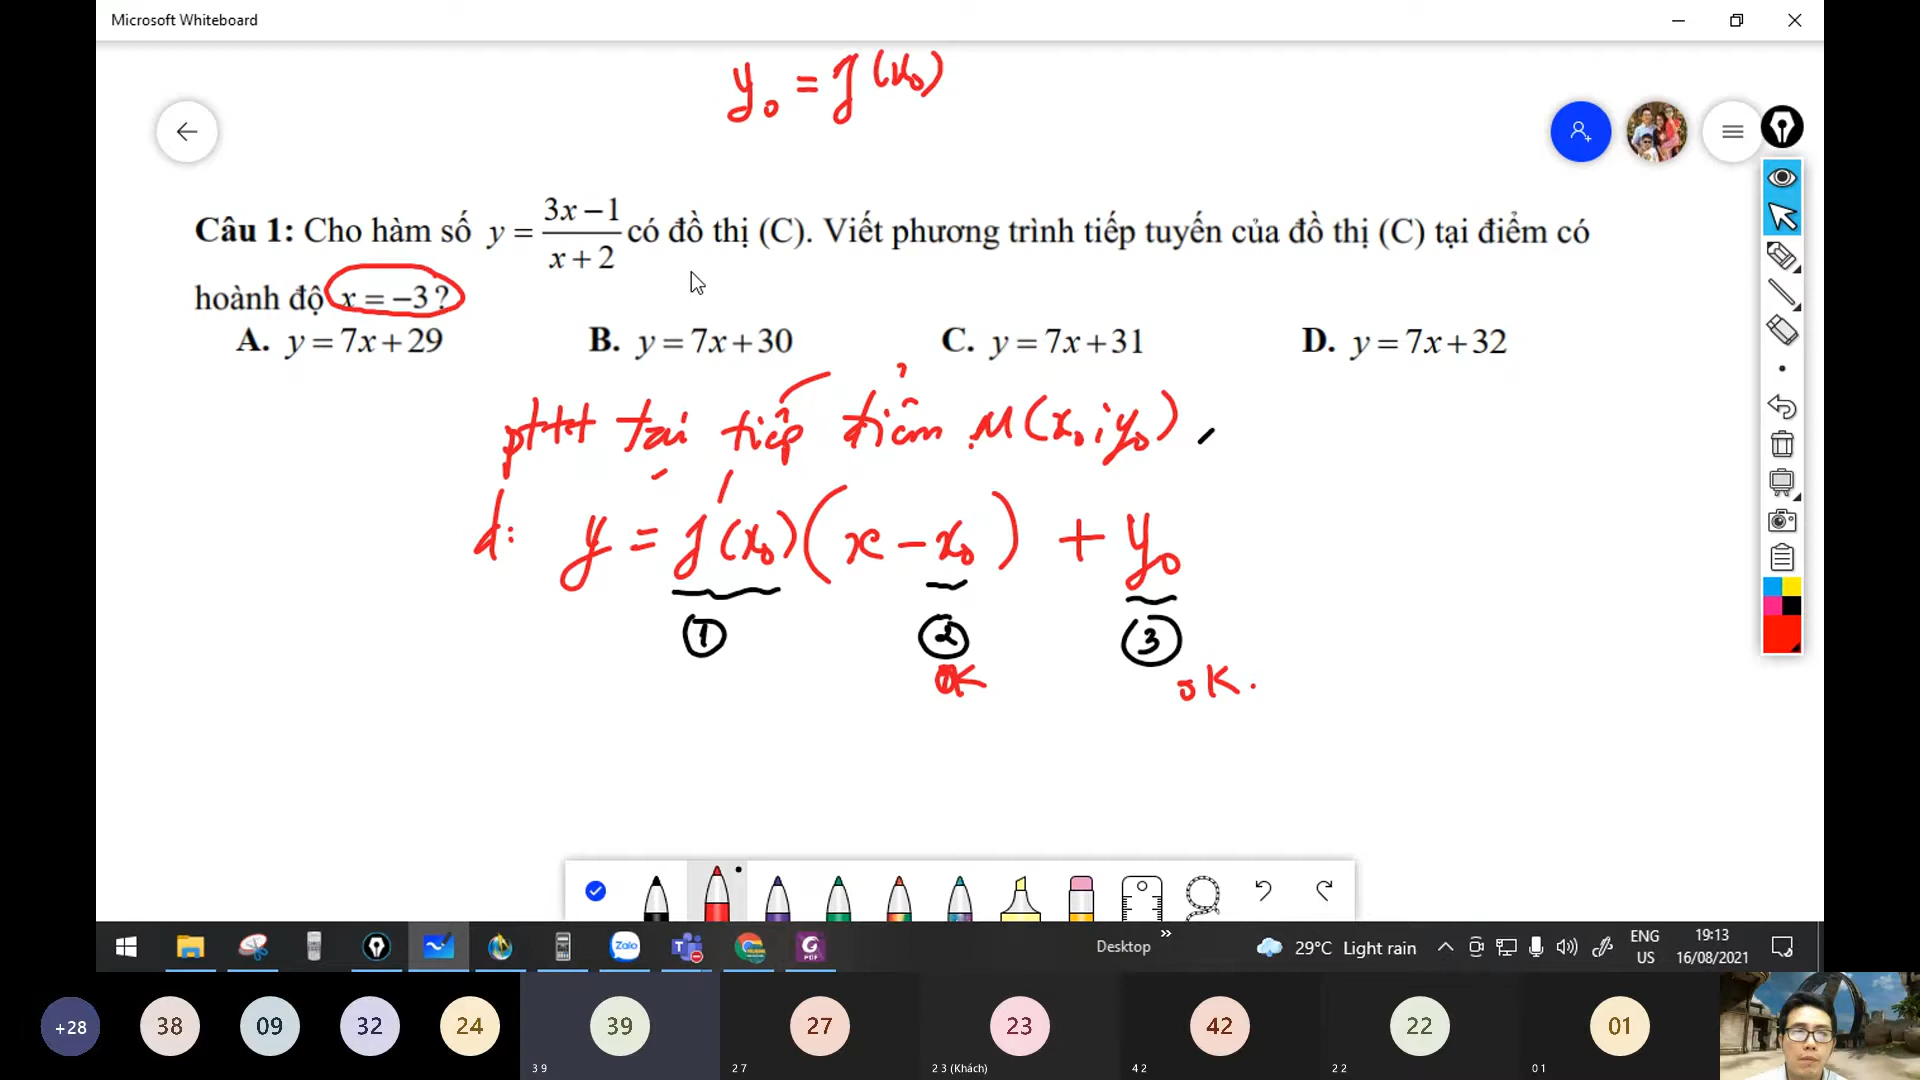 Microsoft Whiteboard
y₀ = f(x₀)
Câu 1: Cho hàm số y = (3x − 1)/(x + 2) có đồ thị (C). Viết phương trình tiếp tuyến của đồ thị (C) tại điểm có
hoành độ x = −3?
A. y = 7x + 29 B. y = 7x + 30 C. y = 7x + 31 D. y = 7x + 32
pttt tại tiếp điểm M(x₀; y₀)
d: y = f'(x₀)(x − x₀) + y₀
① ② ③
OK OK.
Zalo
PDF
Desktop
29°C Light rain
ENG
US
19:13
16/08/2021
+28 38 09 32 24 39 27 23 42 22 01
39 27 23 (Khách) 42 22 01